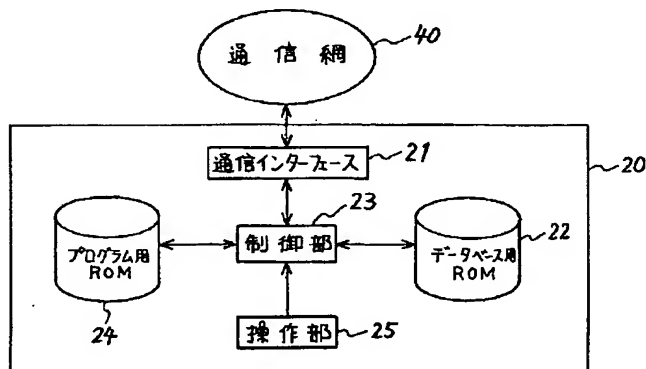 通信網
40
通信インターフェース
21
20
23
制御部
プログラム用
ROM
データベース用
ROM
22
24
操作部
25